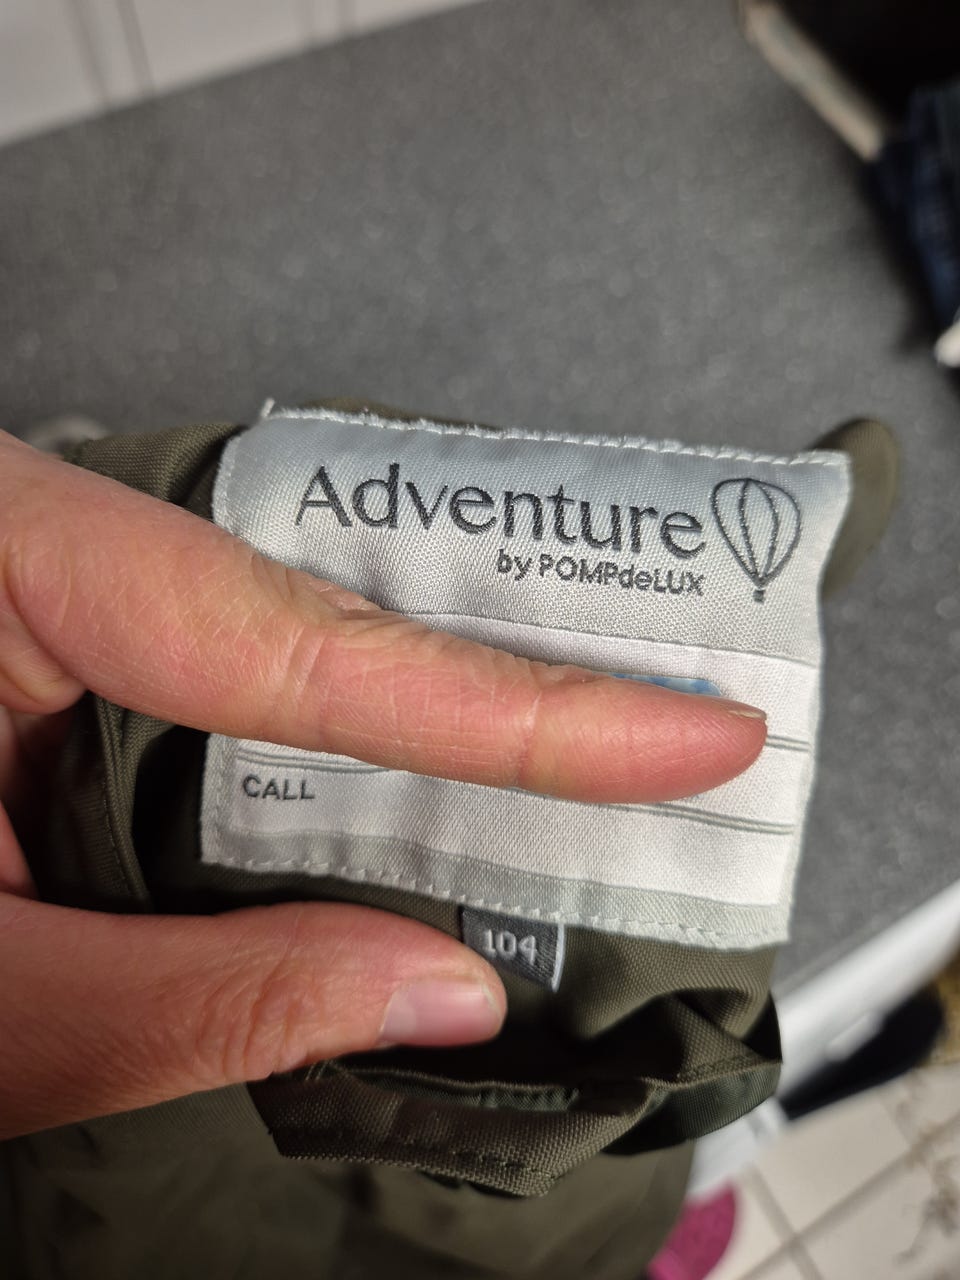 Adventure
by POMPdeLUX
CALL
104